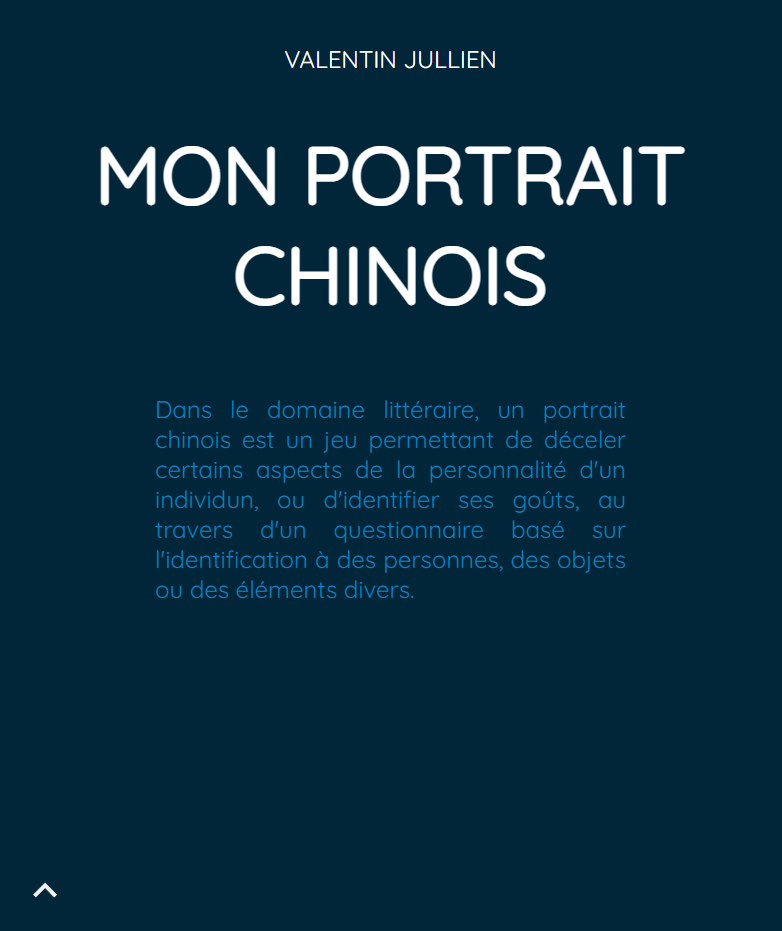 VALENTIN JULLIEN
MON PORTRAIT
CHINOIS
Dans le domaine littéraire, un portrait
chinois est un jeu permettant de déceler
certains aspects de la personnalité d'un
individun, ou d'identifier ses goûts, au
travers d'un questionnaire basé sur
l'identification à des personnes, des objets
ou des éléments divers.